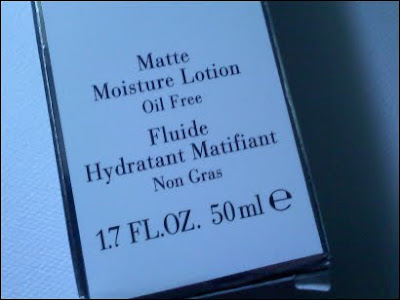 Matte
Moisture Lotion
Oil Free
Fluide
Hydratant Matifiant
Non Gras
1.7 FL.OZ. 50ml ℮